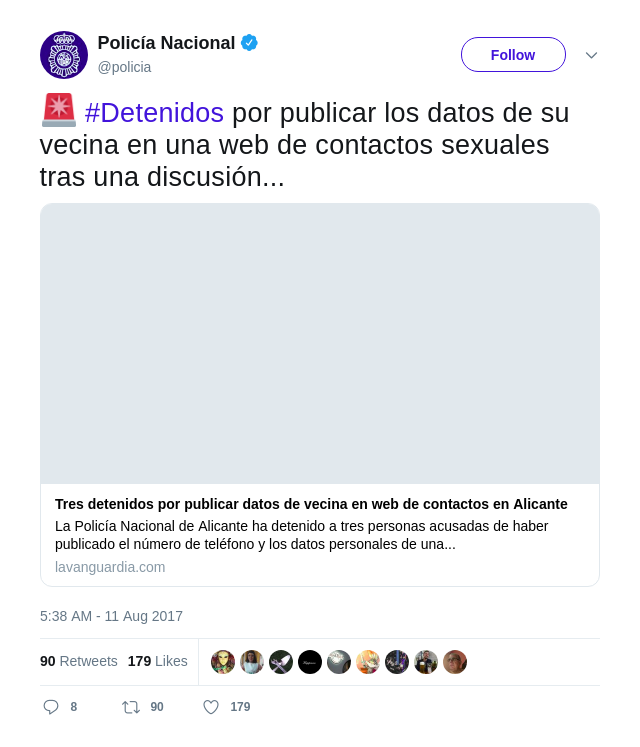 Policía Nacional
@policia
Follow
#Detenidos por publicar los datos de su
vecina en una web de contactos sexuales
tras una discusión...
Tres detenidos por publicar datos de vecina en web de contactos en Alicante
La Policía Nacional de Alicante ha detenido a tres personas acusadas de haber
publicado el número de teléfono y los datos personales de una...
lavanguardia.com
5:38 AM - 11 Aug 2017
90 Retweets 179 Likes
8 90 179